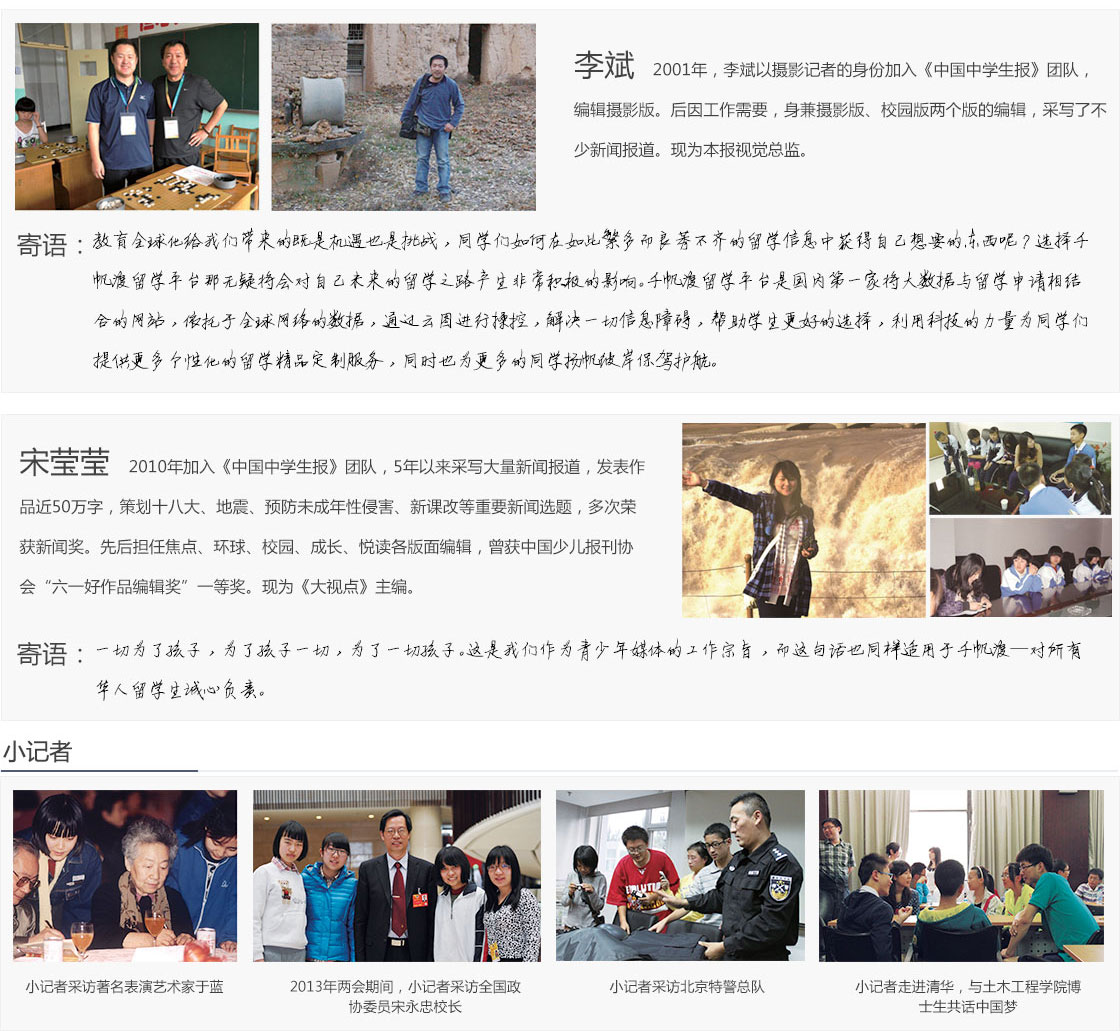 李斌 2001年，李斌以摄影记者的身份加入《中国中学生报》团队，
编辑摄影版。后因工作需要，身兼摄影版、校园版两个版的编辑，采写了不
少新闻报道。现为本报视觉总监。
寄语：教育全球化给我们带来的既是机遇也是挑战，同学们如何在如此繁多而良莠不齐的留学信息中获得自己想要的东西呢？选择千
帆渡留学平台那无疑将会对自己未来的留学之路产生非常积极的影响。千帆渡留学平台是国内第一家将大数据与留学申请相结
合的网站，依托于全球网络的数据，通过云图进行操控，解决一切信息障碍，帮助学生更好的选择，利用科技的力量为同学们
提供更多个性化的留学精品定制服务，同时也为更多的同学扬帆彼岸保驾护航。
宋莹莹 2010年加入《中国中学生报》团队，5年以来采写大量新闻报道，发表作
品近50万字，策划十八大、地震、预防未成年性侵害、新课改等重要新闻选题，多次荣
获新闻奖。先后担任焦点、环球、校园、成长、悦读各版面编辑，曾获中国少儿报刊协
会“六一好作品编辑奖”一等奖。现为《大视点》主编。
寄语：一切为了孩子，为了孩子一切，为了一切孩子。这是我们作为青少年媒体的工作宗旨，而这句话也同样适用于千帆渡—对所有
华人留学生诚心负责。
小记者
小记者采访著名表演艺术家于蓝
2013年两会期间，小记者采访全国政
协委员宋永忠校长
小记者采访北京特警总队
小记者走进清华，与土木工程学院博
士生共话中国梦